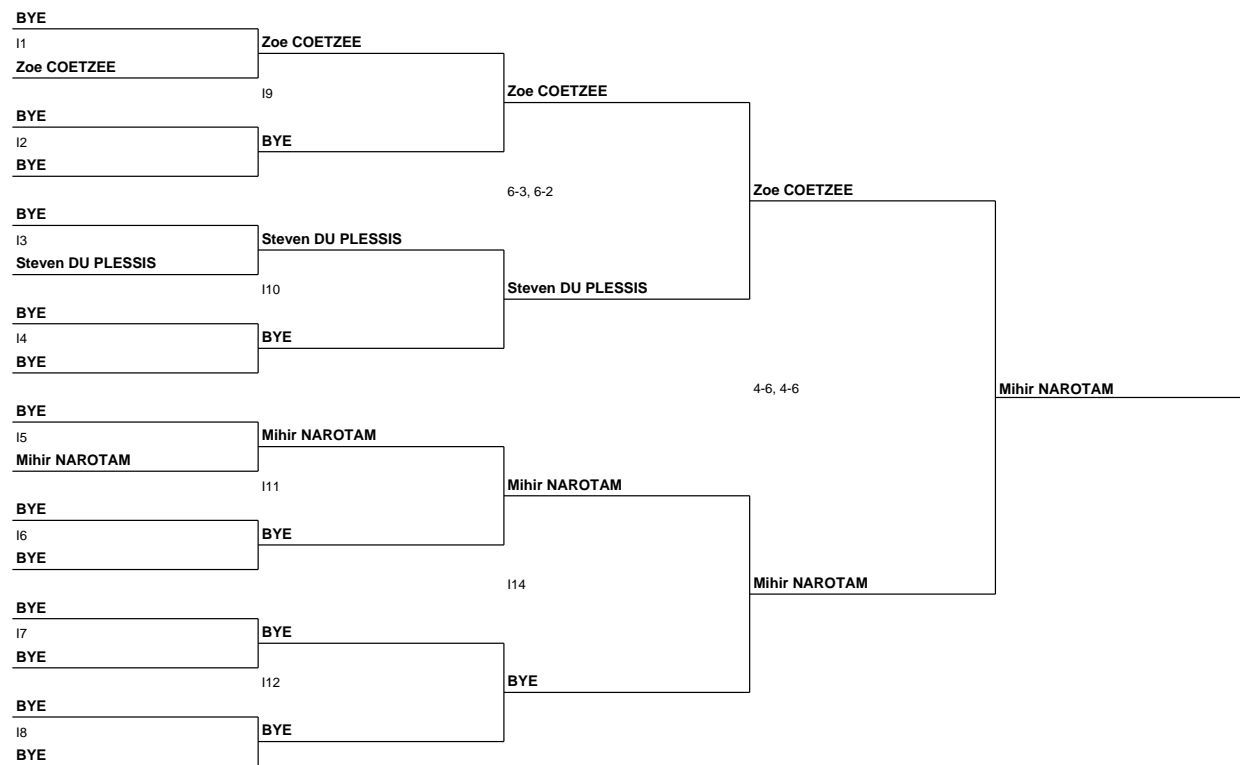 BYE
I1
Zoe COETZEE
Zoe COETZEE
I9
Zoe COETZEE
BYE
I2
BYE
BYE
6-3, 6-2
Zoe COETZEE
BYE
I3
Steven DU PLESSIS
Steven DU PLESSIS
I10
Steven DU PLESSIS
BYE
I4
BYE
BYE
4-6, 4-6
Mihir NAROTAM
BYE
I5
Mihir NAROTAM
Mihir NAROTAM
I11
Mihir NAROTAM
BYE
I6
BYE
BYE
I14
Mihir NAROTAM
BYE
I7
BYE
BYE
I12
BYE
BYE
I8
BYE
BYE